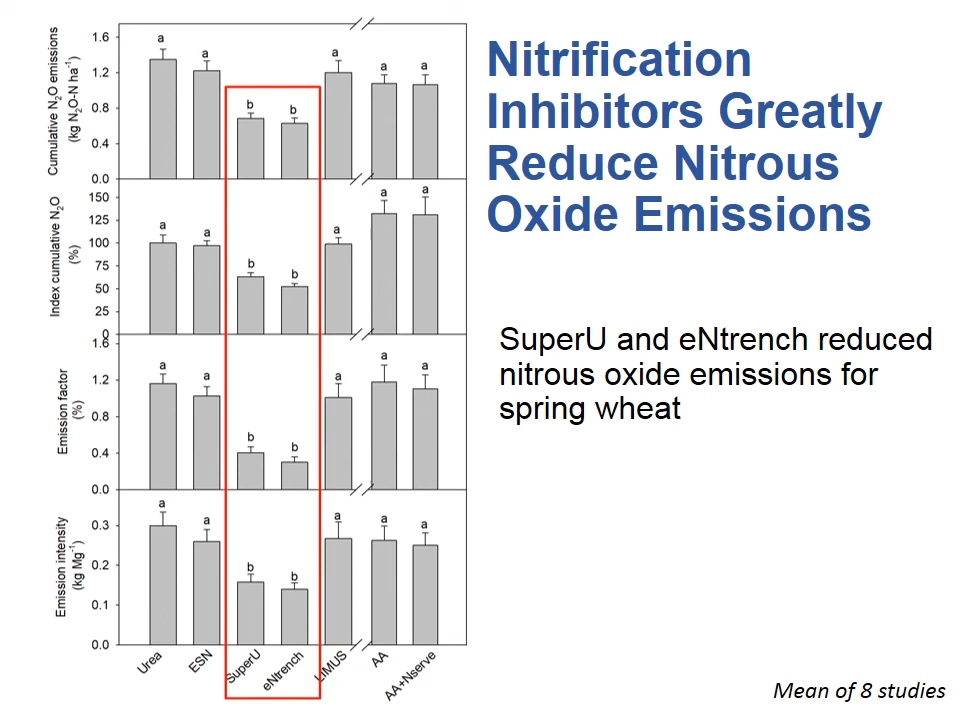 Nitrification
Inhibitors Greatly
Reduce Nitrous
Oxide Emissions
SuperU and eNtrench reduced
nitrous oxide emissions for
spring wheat
Mean of 8 studies
Cumulative N₂O emissions
(kg N₂O-N ha⁻¹)
1.6
1.2
0.8
0.4
0.0
a
a
b
b
a
a
a
Index cumulative N₂O
(%)
150
125
100
75
50
25
0
a
a
b
b
a
a
a
Emission factor
(%)
1.6
1.2
0.8
0.4
0.0
a
a
b
b
a
a
a
Emission intensity
(kg Mg⁻¹)
0.3
0.2
0.1
0.0
a
a
b
b
a
a
a
Urea
ESN
SuperU
eNtrench
LIMUS
AA
AA+Nserve